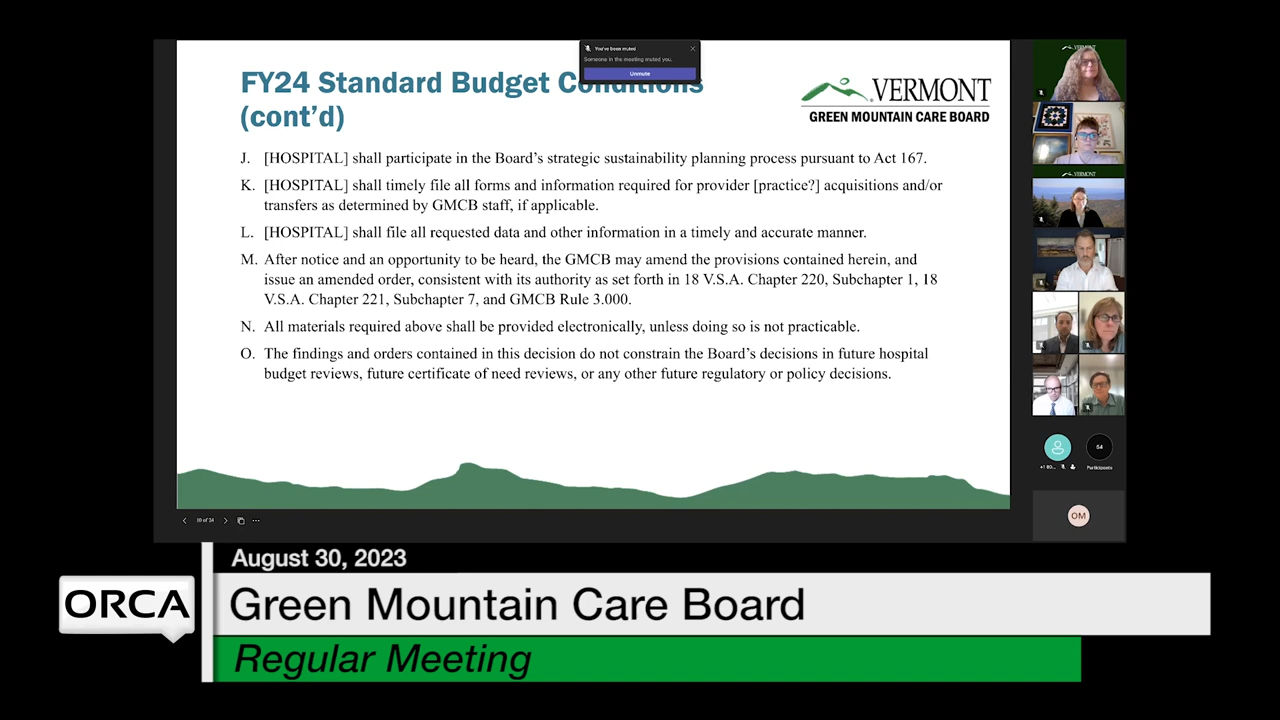 You've been muted
Someone in the meeting muted you.
Unmute
FY24 Standard Budget Conditions
(cont'd)
VERMONT
GREEN MOUNTAIN CARE BOARD
J. [HOSPITAL] shall participate in the Board's strategic sustainability planning process pursuant to Act 167.
K. [HOSPITAL] shall timely file all forms and information required for provider [practice?] acquisitions and/or
transfers as determined by GMCB staff, if applicable.
L. [HOSPITAL] shall file all requested data and other information in a timely and accurate manner.
M. After notice and an opportunity to be heard, the GMCB may amend the provisions contained herein, and
issue an amended order, consistent with its authority as set forth in 18 V.S.A. Chapter 220, Subchapter 1, 18
V.S.A. Chapter 221, Subchapter 7, and GMCB Rule 3.000.
N. All materials required above shall be provided electronically, unless doing so is not practicable.
O. The findings and orders contained in this decision do not constrain the Board's decisions in future hospital
budget reviews, future certificate of need reviews, or any other future regulatory or policy decisions.
VERMONT
VERMONT
54
+1 80...
Participants
OM
19 of 24
August 30, 2023
ORCA
Green Mountain Care Board
Regular Meeting